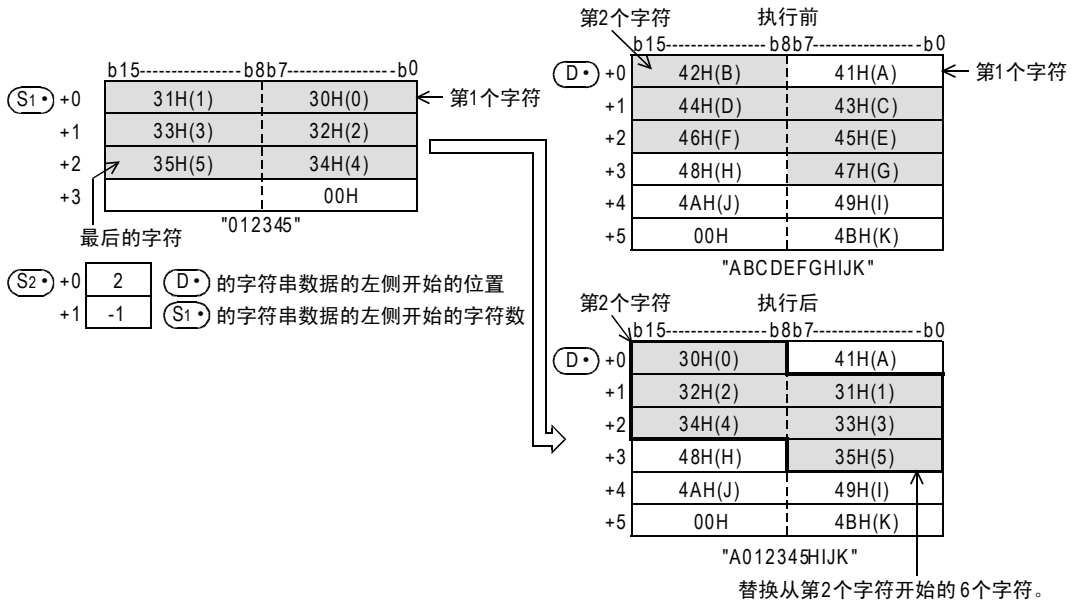 b15---------------b8b7----------------b0
S1• +0 31H(1) 30H(0) 第1个字符
+1 33H(3) 32H(2)
+2 35H(5) 34H(4)
+3 00H
最后的字符 "012345"
S2• +0 2 D• 的字符串数据的左侧开始的位置
+1 -1 S1• 的字符串数据的左侧开始的字符数
第2个字符 执行前
b15---------------b8b7----------------b0
D• +0 42H(B) 41H(A) 第1个字符
+1 44H(D) 43H(C)
+2 46H(F) 45H(E)
+3 48H(H) 47H(G)
+4 4AH(J) 49H(I)
+5 00H 4BH(K)
"ABCDEFGHIJK"
第2个字符 执行后
b15---------------b8b7----------------b0
D• +0 30H(0) 41H(A)
+1 32H(2) 31H(1)
+2 34H(4) 33H(3)
+3 48H(H) 35H(5)
+4 4AH(J) 49H(I)
+5 00H 4BH(K)
"A012345HIJK"
替换从第2个字符开始的6个字符。